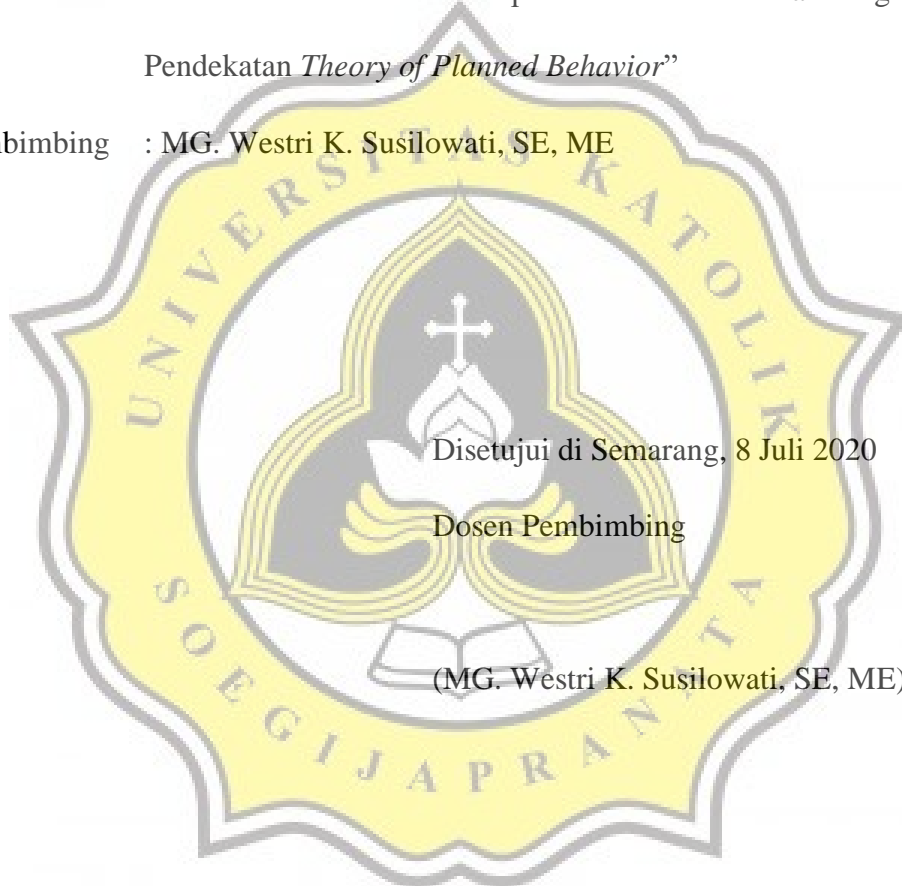 Pendekatan Theory of Planned Behavior”
bimbing : MG. Westri K. Susilowati, SE, ME
UNIVERSITAS KATOLIK
Disetujui di Semarang, 8 Juli 2020
Dosen Pembimbing
(MG. Westri K. Susilowati, SE, ME)
SOEGIJAPRANATA